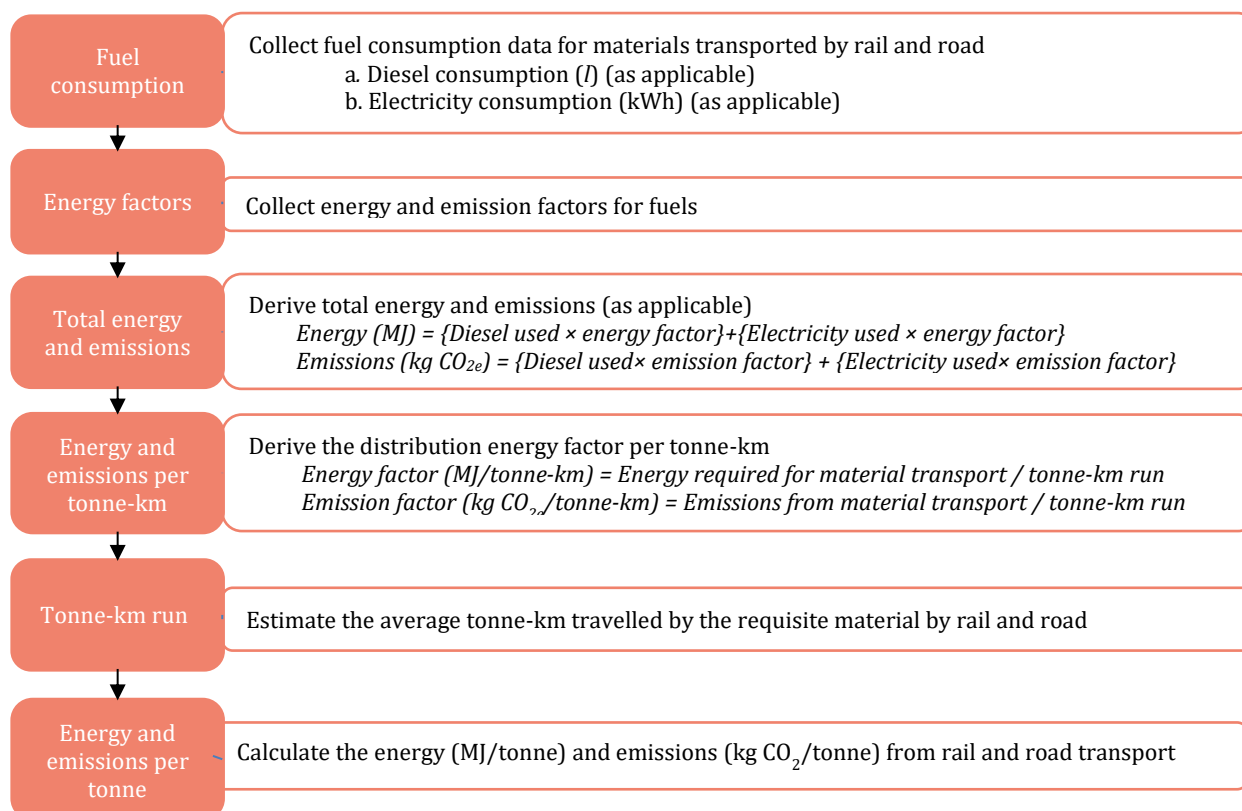 Fuel
consumption
Collect fuel consumption data for materials transported by rail and road
a. Diesel consumption (l) (as applicable)
b. Electricity consumption (kWh) (as applicable)
Energy factors
Collect energy and emission factors for fuels
Total energy
and emissions
Derive total energy and emissions (as applicable)
Energy (MJ) = {Diesel used × energy factor}+{Electricity used × energy factor}
Emissions (kg CO2e) = {Diesel used× emission factor} + {Electricity used× emission factor}
Energy and
emissions per
tonne-km
Derive the distribution energy factor per tonne-km
Energy factor (MJ/tonne-km) = Energy required for material transport / tonne-km run
Emission factor (kg CO2e/tonne-km) = Emissions from material transport / tonne-km run
Tonne-km run
Estimate the average tonne-km travelled by the requisite material by rail and road
Energy and
emissions per
tonne
Calculate the energy (MJ/tonne) and emissions (kg CO2/tonne) from rail and road transport